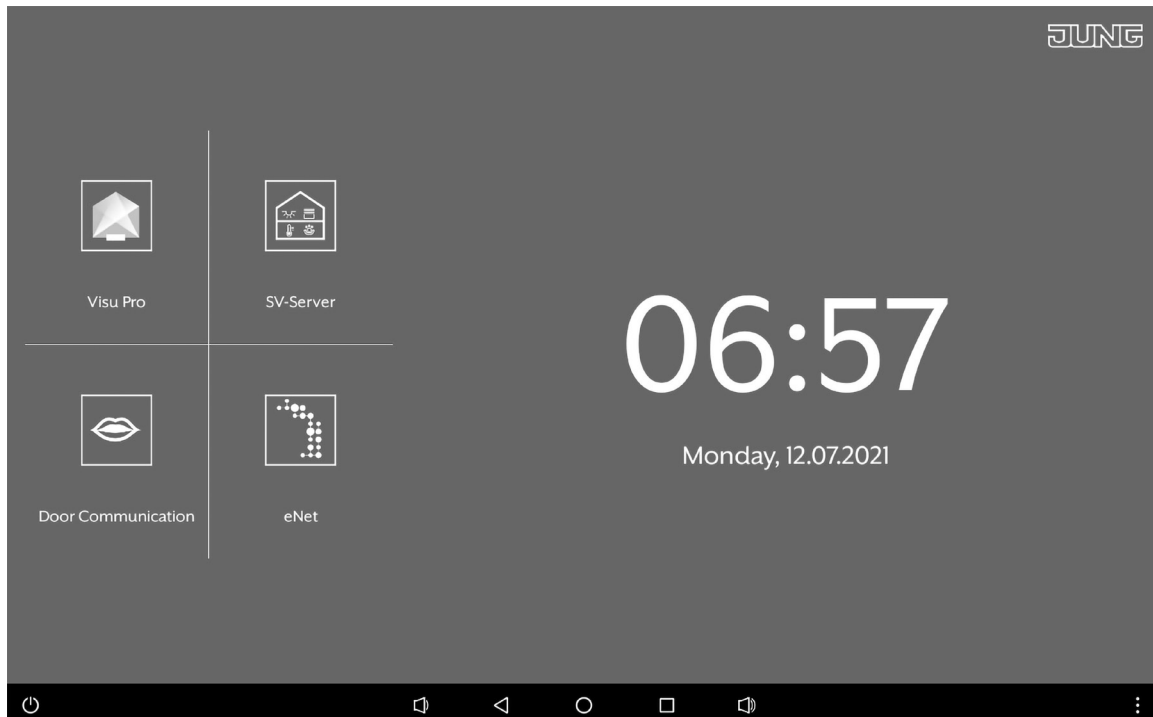 JUNG
Visu Pro
SV-Server
06:57
Monday, 12.07.2021
Door Communication
eNet